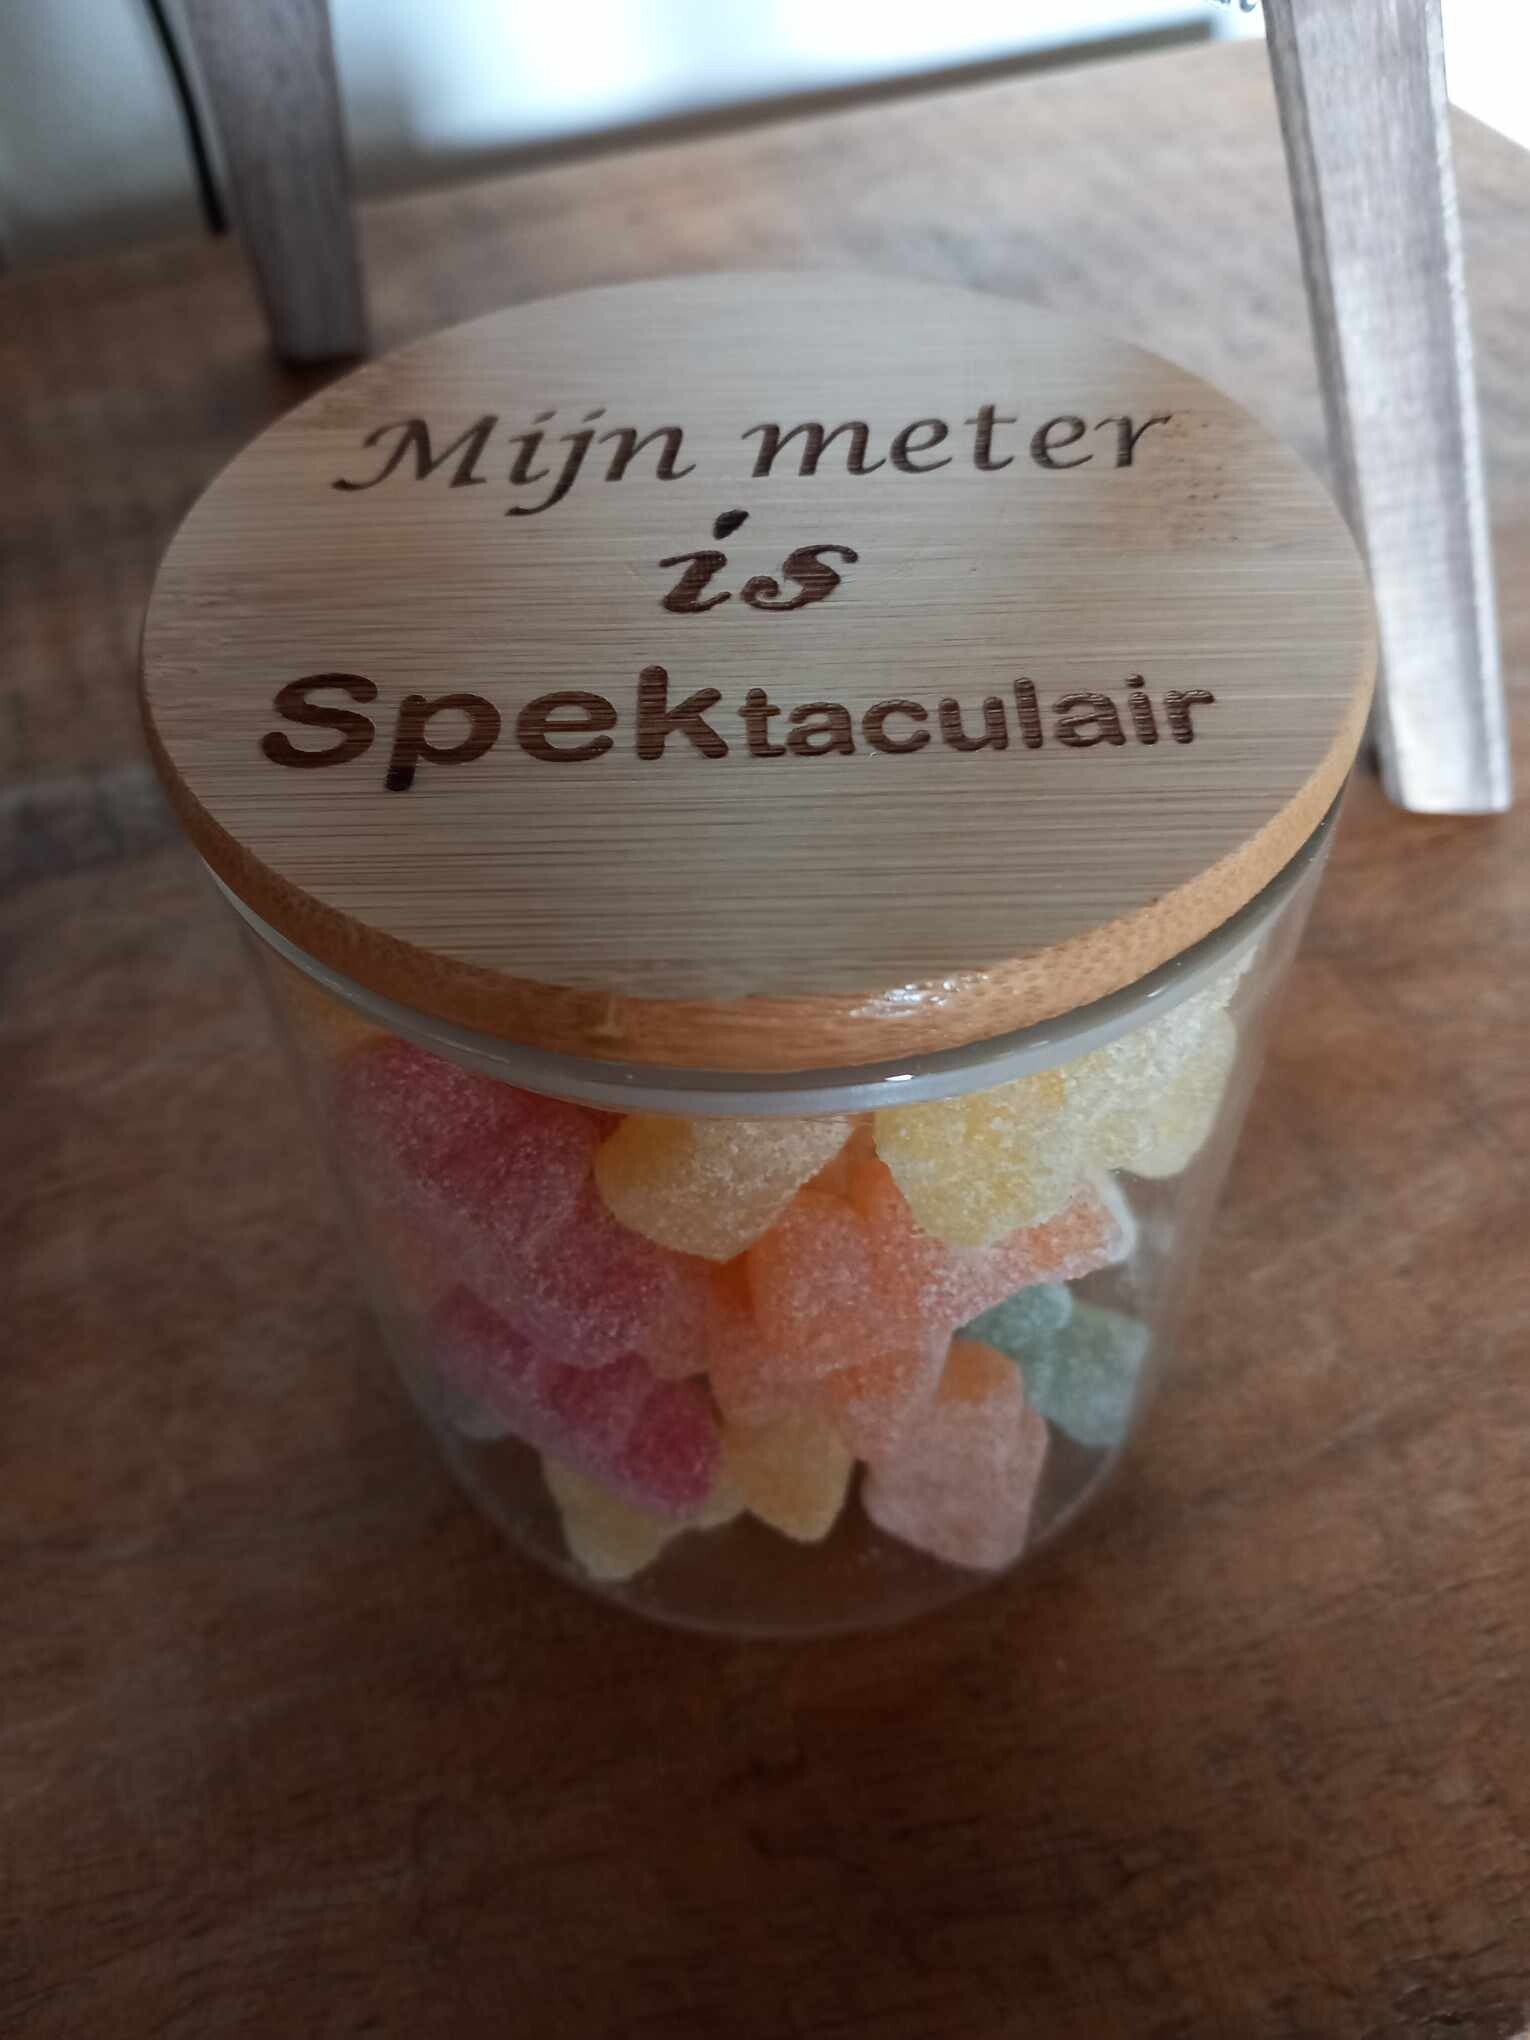 Mijn meter
is
Spektaculair